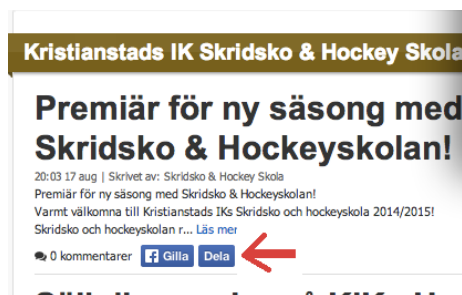 Kristianstads IK Skridsko & Hockey Skola
Premiär för ny säsong med
Skridsko & Hockeyskolan!
20:03 17 aug | Skrivet av: Skridsko & Hockey Skola
Premiär för ny säsong med Skridsko & Hockeyskolan!
Varmt välkomna till Kristianstads IKs Skridsko och hockeyskola 2014/2015!
Skridsko och hockeyskolan r... Läs mer
0 kommentarer Gilla Dela